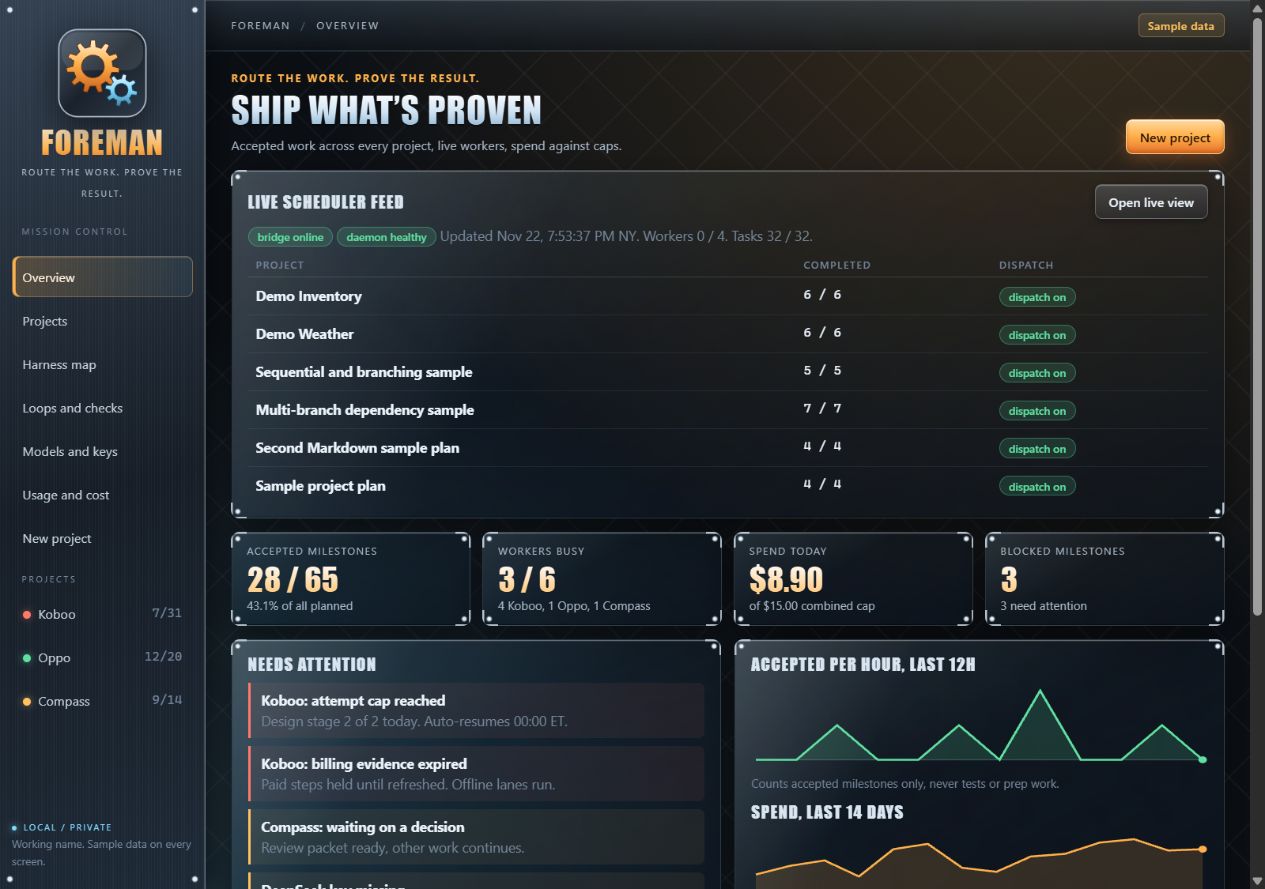 FOREMAN
ROUTE THE WORK. PROVE THE
RESULT.
MISSION CONTROL
Overview
Projects
Harness map
Loops and checks
Models and keys
Usage and cost
New project
PROJECTS
Koboo 7/31
Oppo 12/20
Compass 9/14
LOCAL / PRIVATE
Working name. Sample data on every
screen.
FOREMAN / OVERVIEW
Sample data
ROUTE THE WORK. PROVE THE RESULT.
SHIP WHAT’S PROVEN
Accepted work across every project, live workers, spend against caps.
New project
LIVE SCHEDULER FEED
Open live view
bridge online daemon healthy Updated Nov 22, 7:53:37 PM NY. Workers 0 / 4. Tasks 32 / 32.
PROJECT COMPLETED DISPATCH
Demo Inventory 6 / 6 dispatch on
Demo Weather 6 / 6 dispatch on
Sequential and branching sample 5 / 5 dispatch on
Multi-branch dependency sample 7 / 7 dispatch on
Second Markdown sample plan 4 / 4 dispatch on
Sample project plan 4 / 4 dispatch on
ACCEPTED MILESTONES
28 / 65
43.1% of all planned
WORKERS BUSY
3 / 6
4 Koboo, 1 Oppo, 1 Compass
SPEND TODAY
$8.90
of $15.00 combined cap
BLOCKED MILESTONES
3
3 need attention
NEEDS ATTENTION
Koboo: attempt cap reached
Design stage 2 of 2 today. Auto-resumes 00:00 ET.
Koboo: billing evidence expired
Paid steps held until refreshed. Offline lanes run.
Compass: waiting on a decision
Review packet ready, other work continues.
DeepSeek key missing
ACCEPTED PER HOUR, LAST 12H
Counts accepted milestones only, never tests or prep work.
SPEND, LAST 14 DAYS